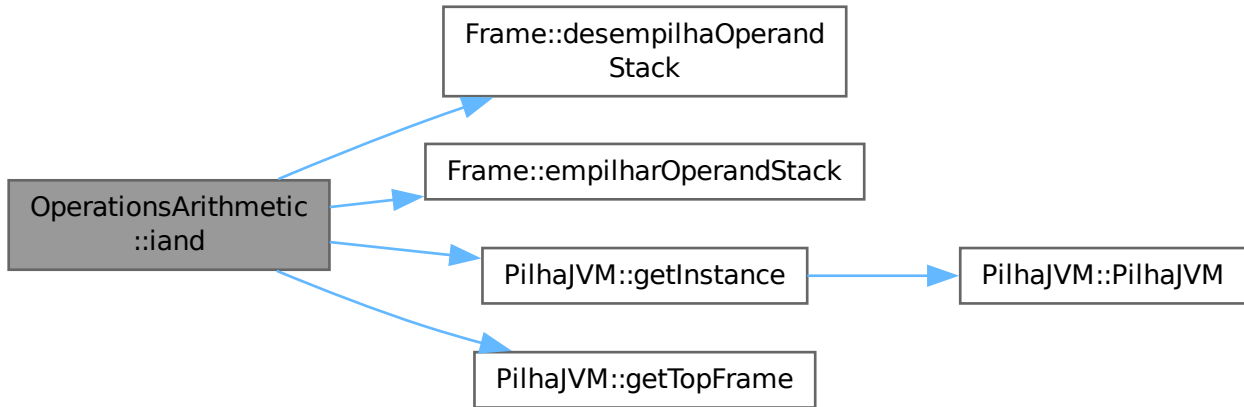 Frame::desempilhaOperand
Stack
Frame::empilharOperandStack
OperationsArithmetic
::iand
PilhaJVM::getInstance
PilhaJVM::PilhaJVM
PilhaJVM::getTopFrame